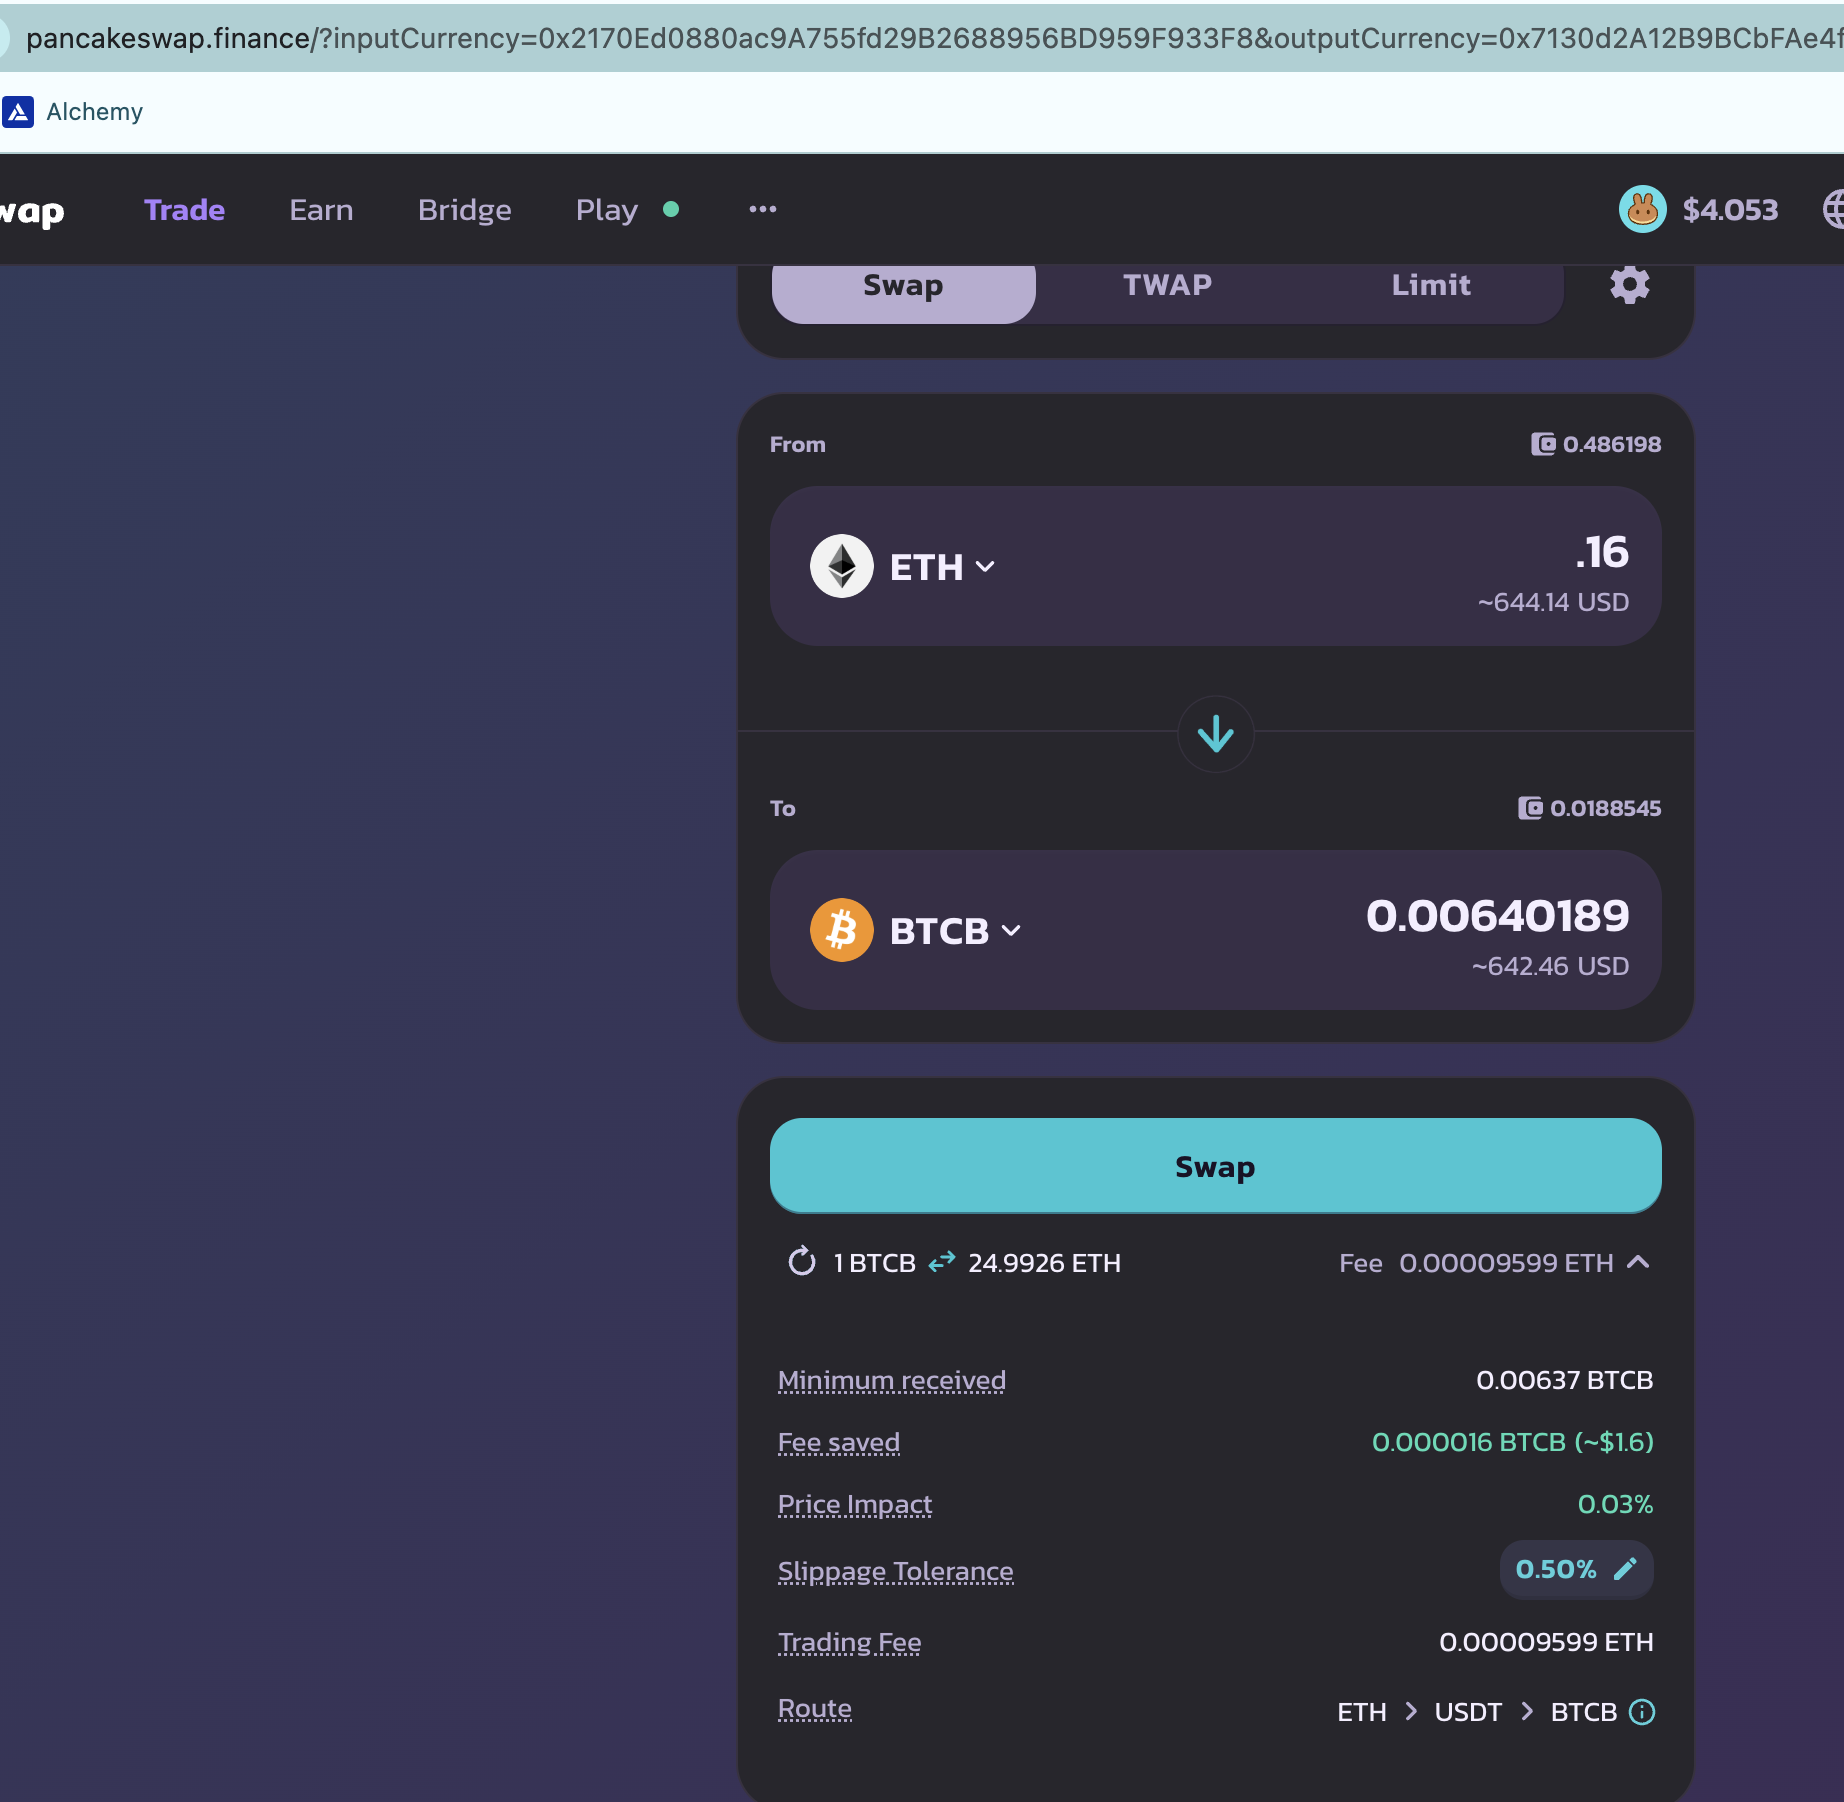 pancakeswap.finance/?inputCurrency=0x2170Ed0880ac9A755fd29B2688956BD959F933F8&outputCurrency=0x7130d2A12B9BCbFAe4f
Alchemy
wap Trade Earn Bridge Play ••• $4.053
Swap TWAP Limit
From 0.486198
ETH .16
~644.14 USD
To 0.0188545
BTCB 0.00640189
~642.46 USD
Swap
1 BTCB 24.9926 ETH Fee 0.00009599 ETH
Minimum received 0.00637 BTCB
Fee saved 0.000016 BTCB (~$1.6)
Price Impact 0.03%
Slippage Tolerance 0.50%
Trading Fee 0.00009599 ETH
Route ETH > USDT > BTCB